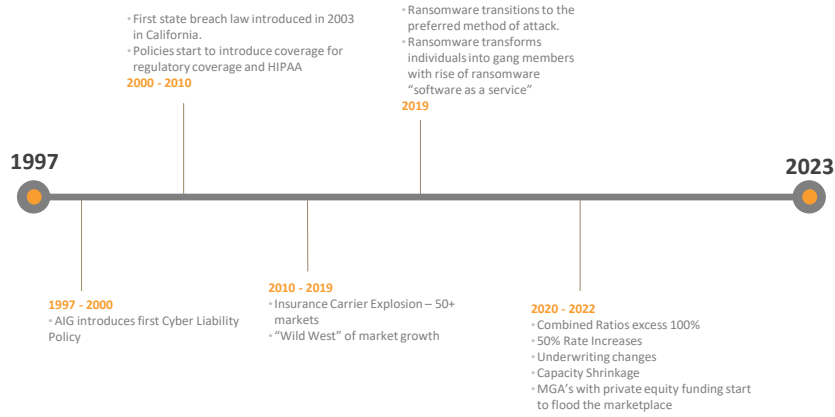 • First state breach law introduced in 2003
in California.
• Policies start to introduce coverage for
regulatory coverage and HIPAA
2000 - 2010
• Ransomware transitions to the
preferred method of attack.
• Ransomware transforms
individuals into gang members
with rise of ransomware
“software as a service”
2019
1997
2023
1997 - 2000
• AIG introduces first Cyber Liability
Policy
2010 - 2019
• Insurance Carrier Explosion – 50+
markets
• “Wild West” of market growth
2020 - 2022
• Combined Ratios excess 100%
• 50% Rate Increases
• Underwriting changes
• Capacity Shrinkage
• MGA’s with private equity funding start
to flood the marketplace